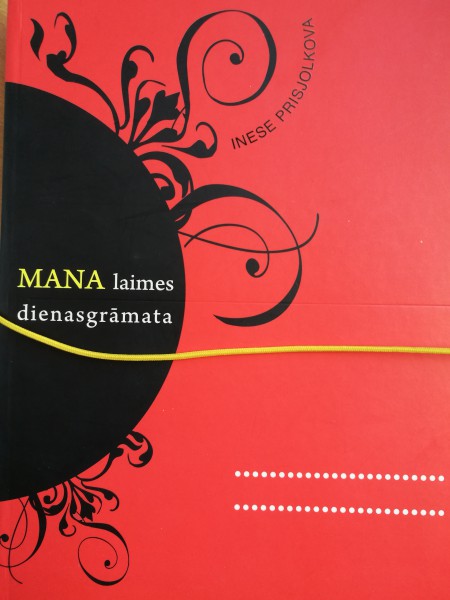 INESE PRISJOLKOVA
MANA laimes
dienasgrāmata